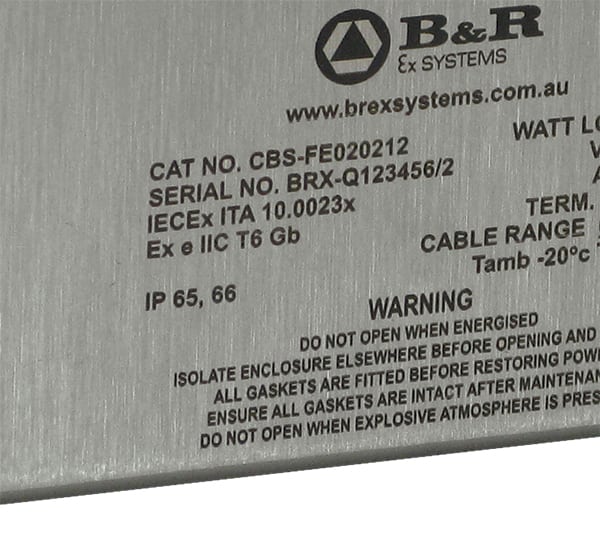 B&R
Ex SYSTEMS
www.brexsystems.com.au
CAT NO. CBS-FE020212
SERIAL NO. BRX-Q123456/2
IECEx ITA 10.0023x
Ex e IIC T6 Gb
IP 65, 66
WATT
TERM.
CABLE RANGE
Tamb -20ºc
WARNING
DO NOT OPEN WHEN ENERGISED
ISOLATE ENCLOSURE ELSEWHERE BEFORE OPENING AND
ALL GASKETS ARE FITTED BEFORE RESTORING
ENSURE ALL GASKETS ARE INTACT AFTER
DO NOT OPEN WHEN EXPLOSIVE ATMOSPHERE IS